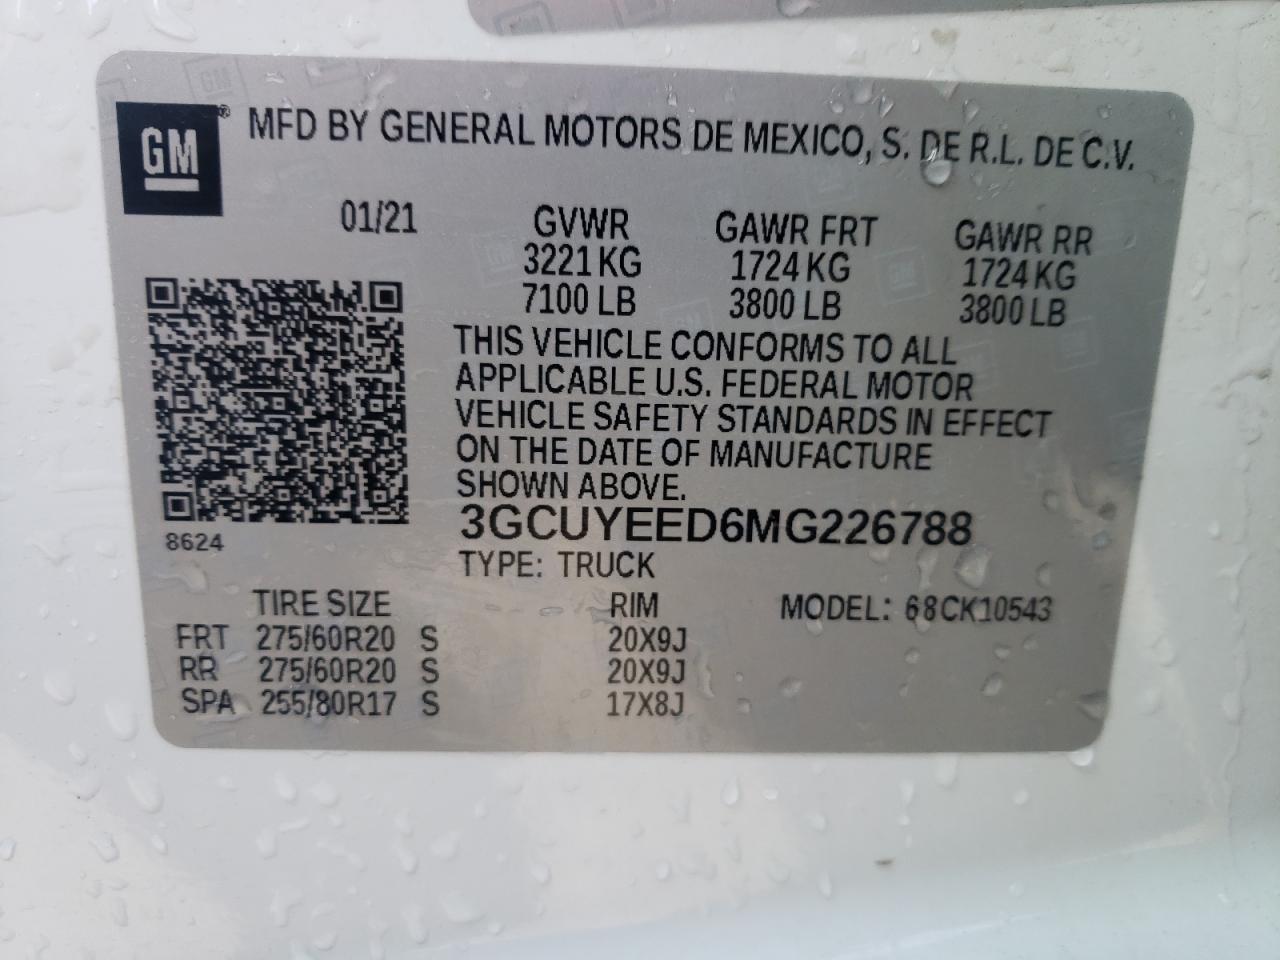 GM® MFD BY GENERAL MOTORS DE MEXICO, S. DE R.L. DE C.V.
01/21 GVWR GAWR FRT GAWR RR
3221 KG 1724 KG 1724 KG
7100 LB 3800 LB 3800 LB
THIS VEHICLE CONFORMS TO ALL
APPLICABLE U.S. FEDERAL MOTOR
VEHICLE SAFETY STANDARDS IN EFFECT
ON THE DATE OF MANUFACTURE
SHOWN ABOVE.
3GCUYEED6MG226788
8624
TYPE: TRUCK
TIRE SIZE RIM MODEL: 68CK10543
FRT 275/60R20 S 20X9J
RR 275/60R20 S 20X9J
SPA 255/80R17 S 17X8J